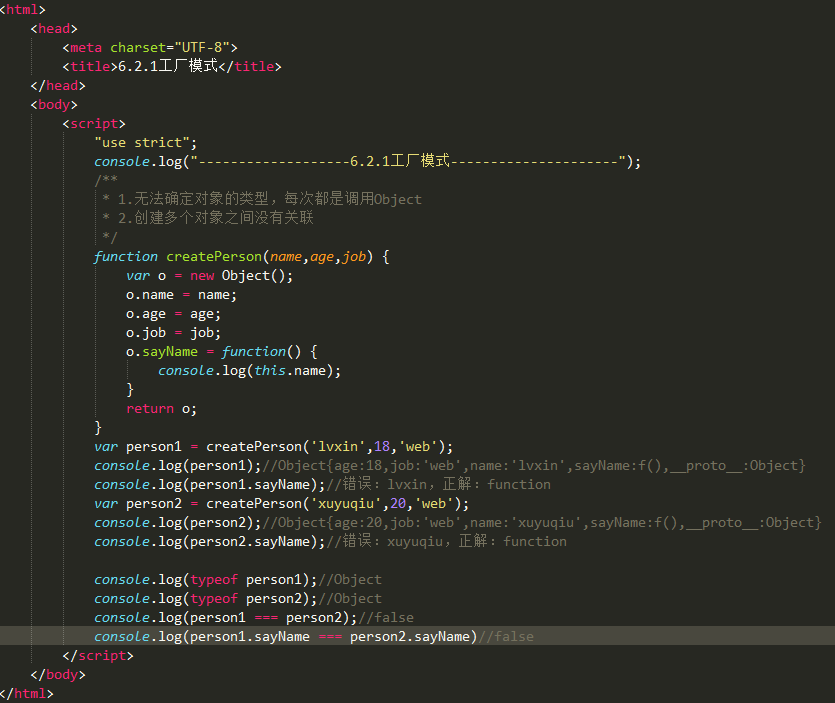 <html>
<head>
<meta charset="UTF-8">
<title>6.2.1工厂模式</title>
</head>
<body>
<script>
"use strict";
console.log("-------------------6.2.1工厂模式---------------------");
/**
* 1.无法确定对象的类型，每次都是调用Object
* 2.创建多个对象之间没有关联
*/
function createPerson(name,age,job) {
var o = new Object();
o.name = name;
o.age = age;
o.job = job;
o.sayName = function() {
console.log(this.name);
}
return o;
}
var person1 = createPerson('lvxin',18,'web');
console.log(person1);//Object{age:18,job:'web',name:'lvxin',sayName:f(),__proto__:Object}
console.log(person1.sayName);//错误：lvxin，正解：function
var person2 = createPerson('xuyuqiu',20,'web');
console.log(person2);//Object{age:20,job:'web',name:'xuyuqiu',sayName:f(),__proto__:Object}
console.log(person2.sayName);//错误：xuyuqiu，正解：function
console.log(typeof person1);//Object
console.log(typeof person2);//Object
console.log(person1 === person2);//false
console.log(person1.sayName === person2.sayName)//false
</script>
</body>
</html>